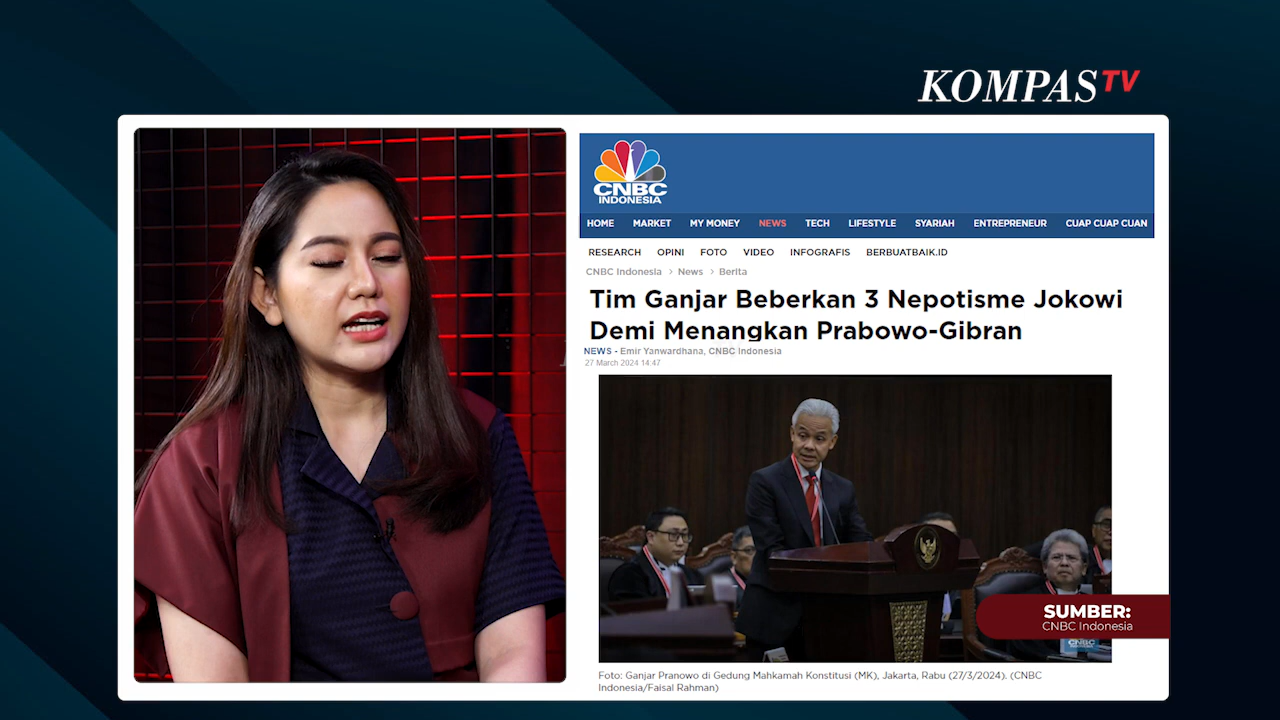 KOMPASTV
CNBC
INDONESIA
HOME MARKET MY MONEY NEWS TECH LIFESTYLE SYARIAH ENTREPRENEUR CUAP CUAP CUAN
RESEARCH OPINI FOTO VIDEO INFOGRAFIS BERBUATBAIK.ID
CNBC Indonesia > News > Berita
Tim Ganjar Beberkan 3 Nepotisme Jokowi
Demi Menangkan Prabowo-Gibran
NEWS - Emir Yanwardhana, CNBC Indonesia
27 March 2024 14:47
SUMBER:
CNBC Indonesia
CNBC
Foto: Ganjar Pranowo di Gedung Mahkamah Konstitusi (MK), Jakarta, Rabu (27/3/2024). (CNBC
Indonesia/Faisal Rahman)